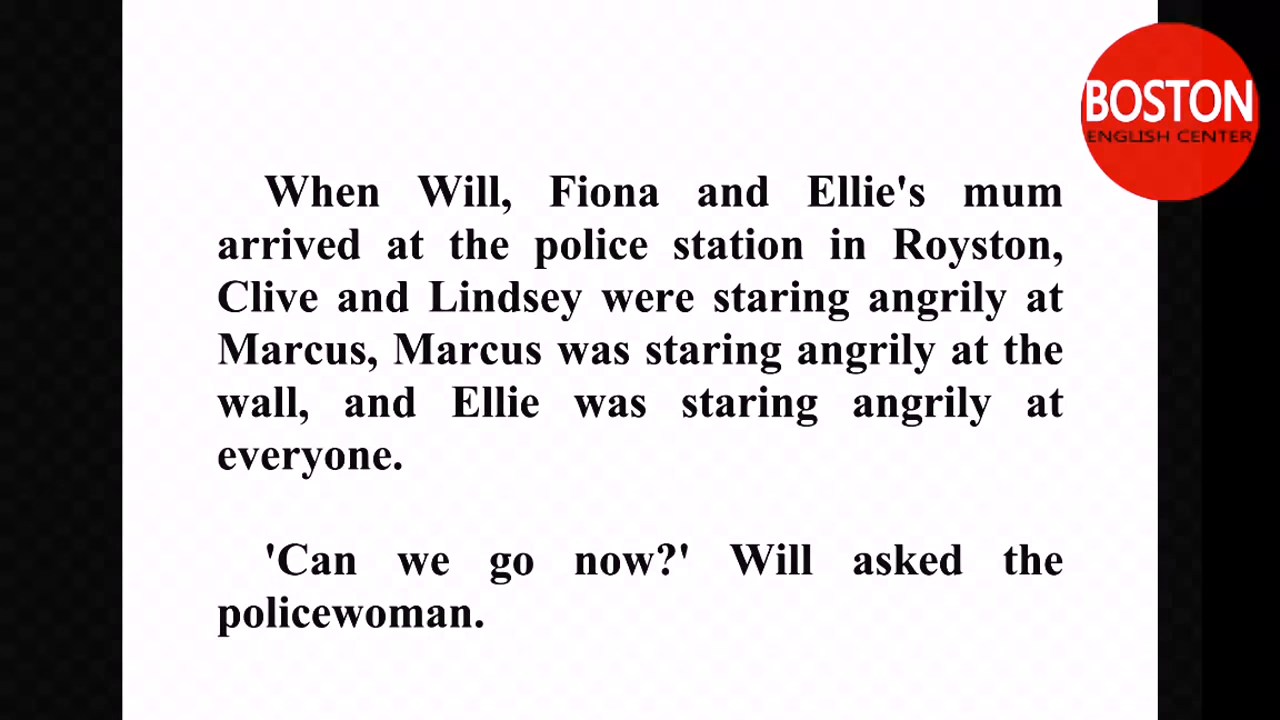 BOSTON
ENGLISH CENTER
When Will, Fiona and Ellie's mum
arrived at the police station in Royston,
Clive and Lindsey were staring angrily at
Marcus, Marcus was staring angrily at the
wall, and Ellie was staring angrily at
everyone.
'Can we go now?' Will asked the
policewoman.